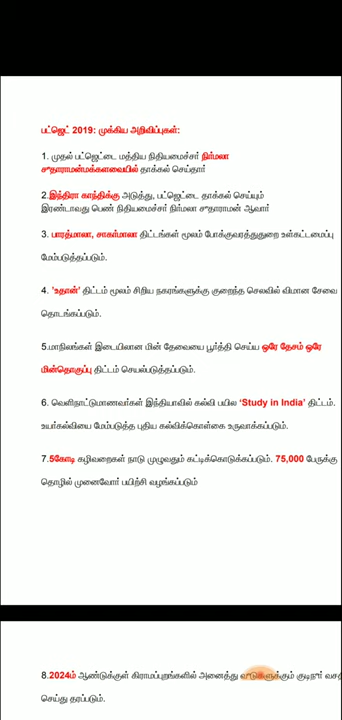 பட்ஜெட் 2019: முக்கிய அறிவிப்புகள்:
1. முதல் பட்ஜெட்டை மத்திய நிதியமைச்சர் நிர்மலா
சுதாராமன்மக்களவையில் தாக்கல் செய்தார்
2.இந்திரா காந்திக்கு அடுத்து, பட்ஜெட்டை தாக்கல் செய்யும்
இரண்டாவது பெண் நிதியமைச்சர் நிர்மலா சுதாராமன் ஆவார்
3. பாரத்மாலா, சாகர்மாலா திட்டங்கள் மூலம் போக்குவரத்துதுறை உள்கட்டமைப்பு
மேம்படுத்தப்படும்.
4. 'உதான்' திட்டம் மூலம் சிறிய நகரங்களுக்கு குறைந்த செலவில் விமான சேவை
தொடங்கப்படும்.
5.மாநிலங்கள் இடையிலான மின் தேவையை பூர்த்தி செய்ய ஒரே தேசம் ஒரே
மின்தொகுப்பு திட்டம் செயல்படுத்தப்படும்.
6. வெளிநாட்டுமாணவர்கள் இந்தியாவில் கல்வி பயில 'Study in India' திட்டம்.
உயர்கல்வியை மேம்படுத்த புதிய கல்விக்கொள்கை உருவாக்கப்படும்.
7.5கோடி கழிவறைகள் நாடு முழுவதும் கட்டிக்கொடுக்கப்படும். 75,000 பேருக்கு
தொழில் முனைவோர் பயிற்சி வழங்கப்படும்
8.2024ம் ஆண்டுக்குள் கிராமப்புறங்களில் அனைத்து வுடுகளுக்கும் குடிநுர்
செய்து தரப்படும்.